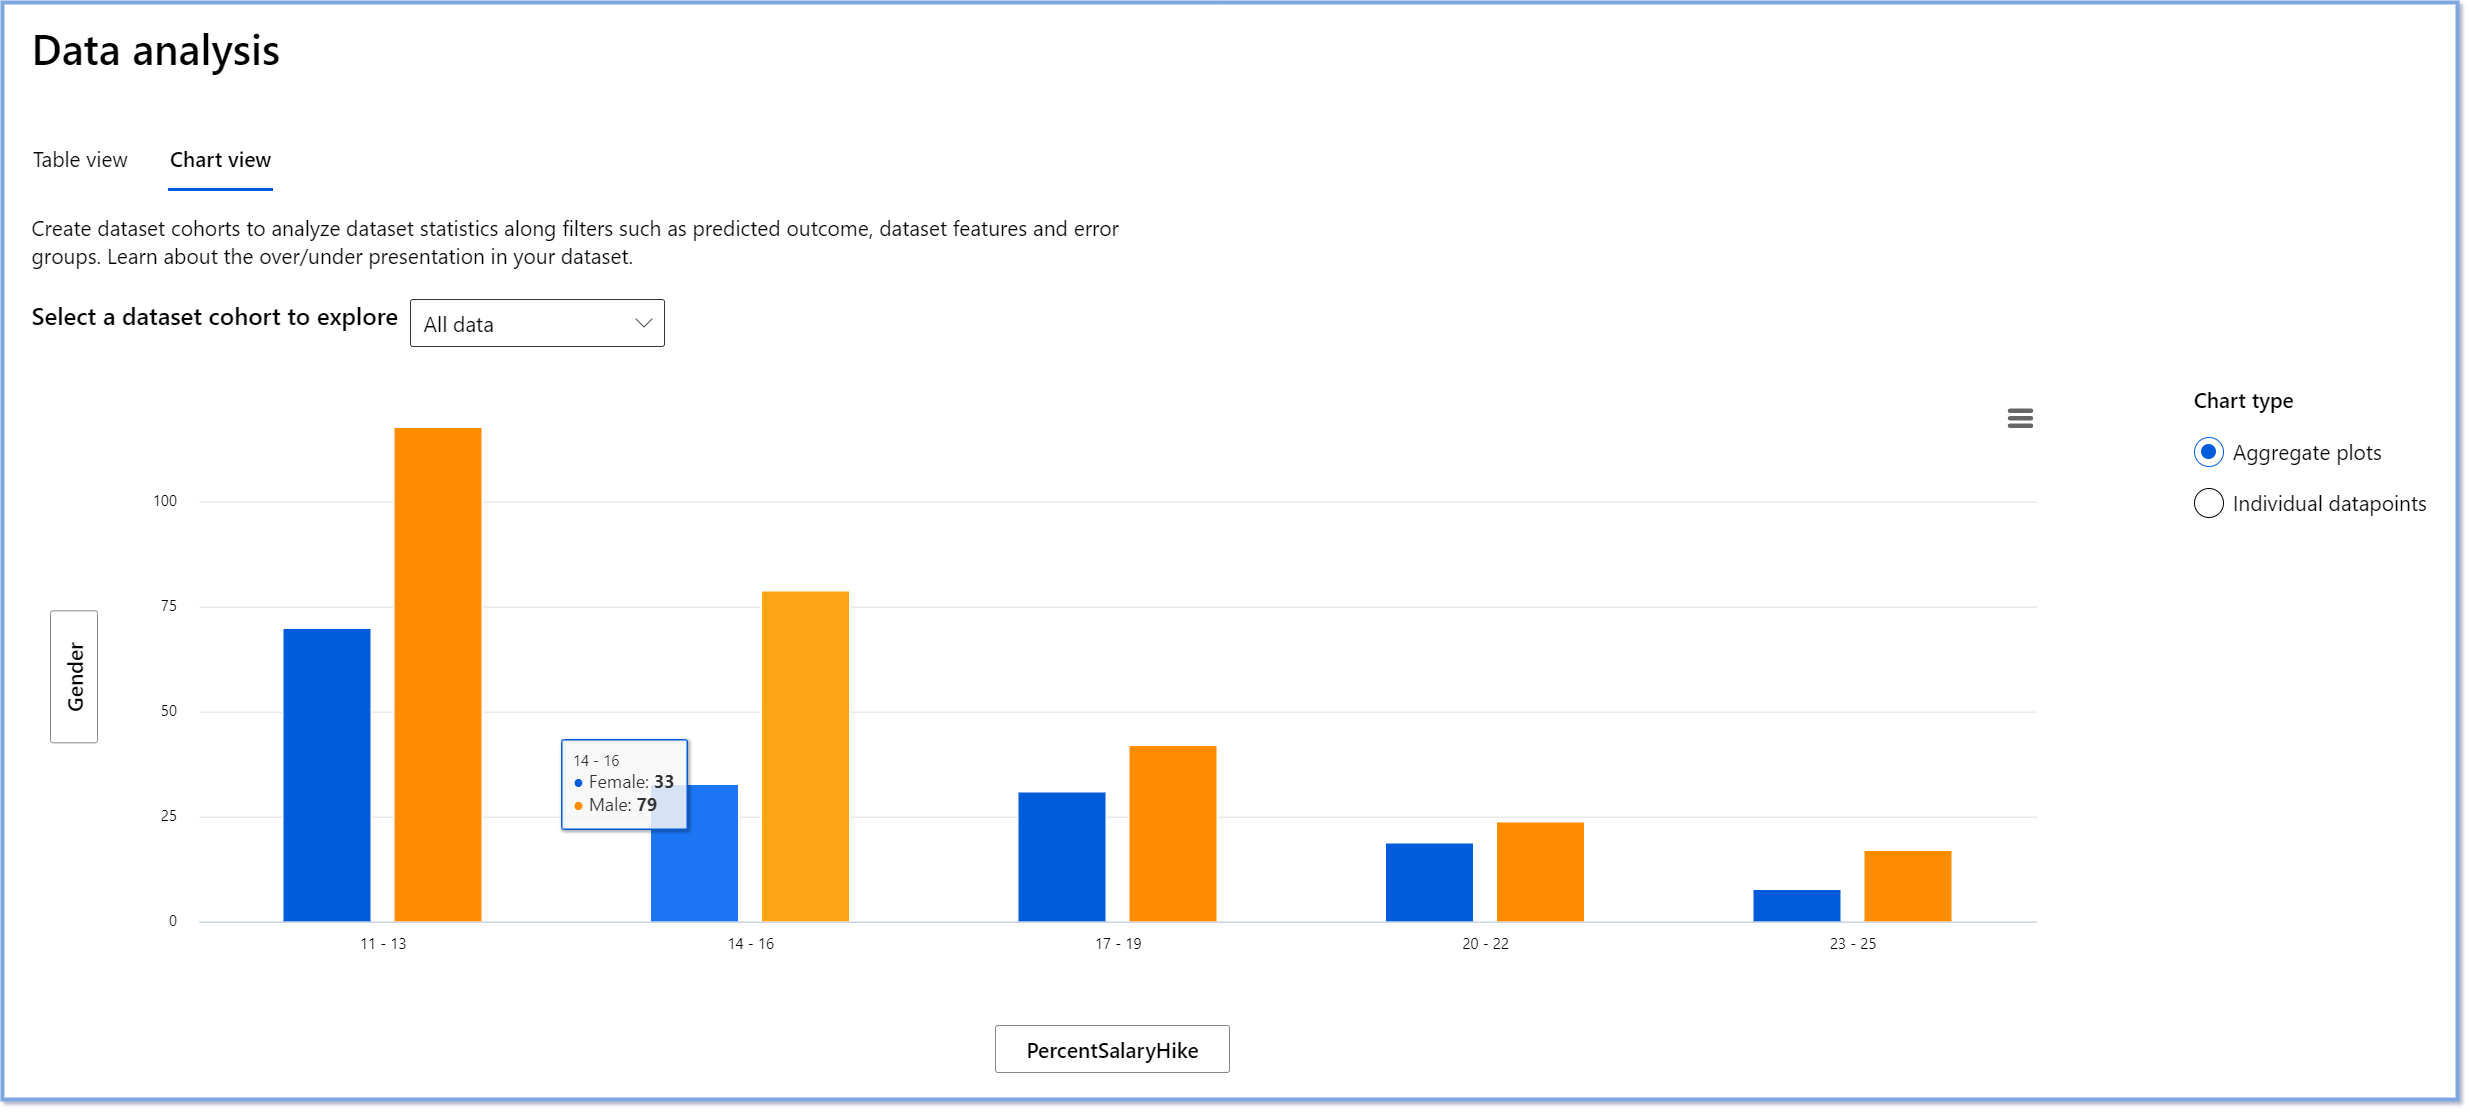 Data analysis
Table view
Chart view
Create dataset cohorts to analyze dataset statistics along filters such as predicted outcome, dataset features and error
groups. Learn about the over/under presentation in your dataset.
Select a dataset cohort to explore
All data
Chart type
Aggregate plots
Individual datapoints
100
75
50
25
0
Gender
14 - 16
Female: 33
Male: 79
11 - 13
14 - 16
17 - 19
20 - 22
23 - 25
PercentSalaryHike